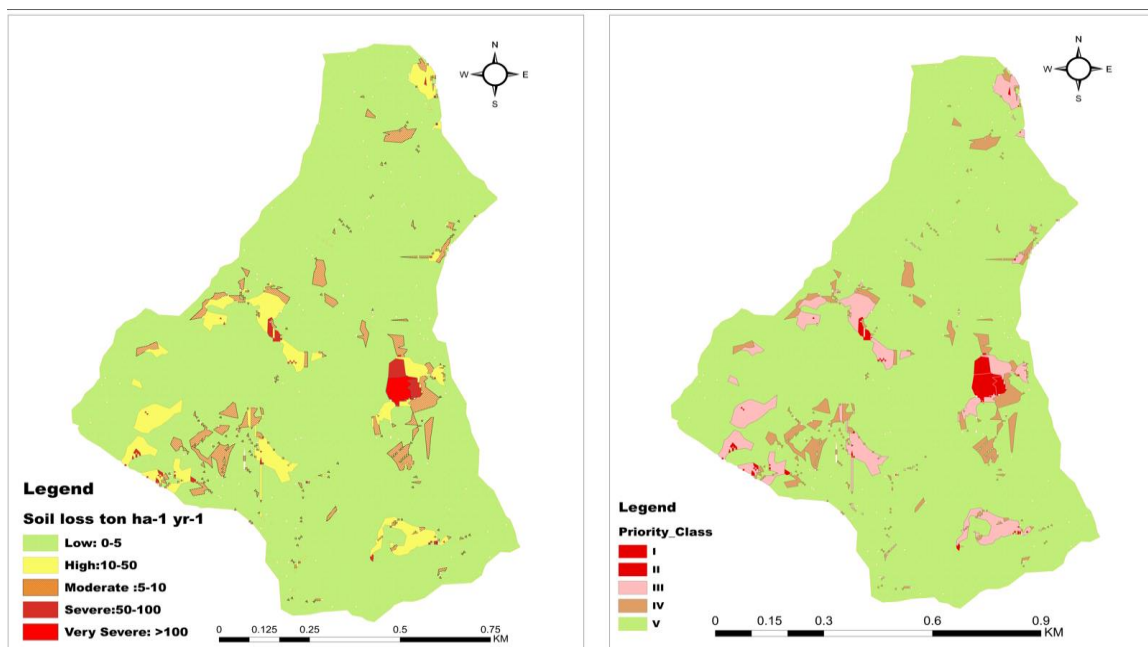 N
W E
S
Legend
Soil loss ton ha-1 yr-1
Low: 0-5
High:10-50
Moderate :5-10
Severe:50-100
Very Severe: >100
0 0.125 0.25 0.5 0.75
KM
N
W E
S
Legend
Priority_Class
I
II
III
IV
V
0 0.15 0.3 0.6 0.9
KM